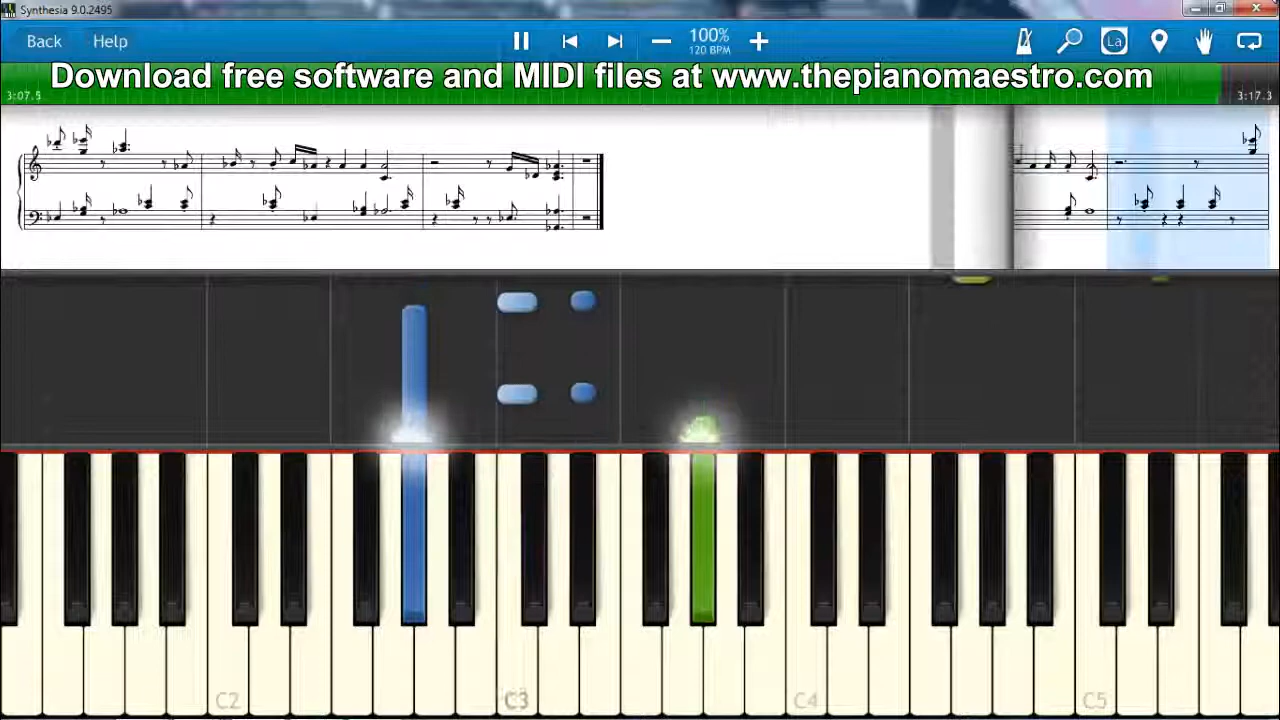 Synthesia 9.0.2495
Back Help 100% La
120 BPM
Download free software and MIDI files at www.thepianomaestro.com
3:07.5 3:17.3
C2 C3 C4 C5